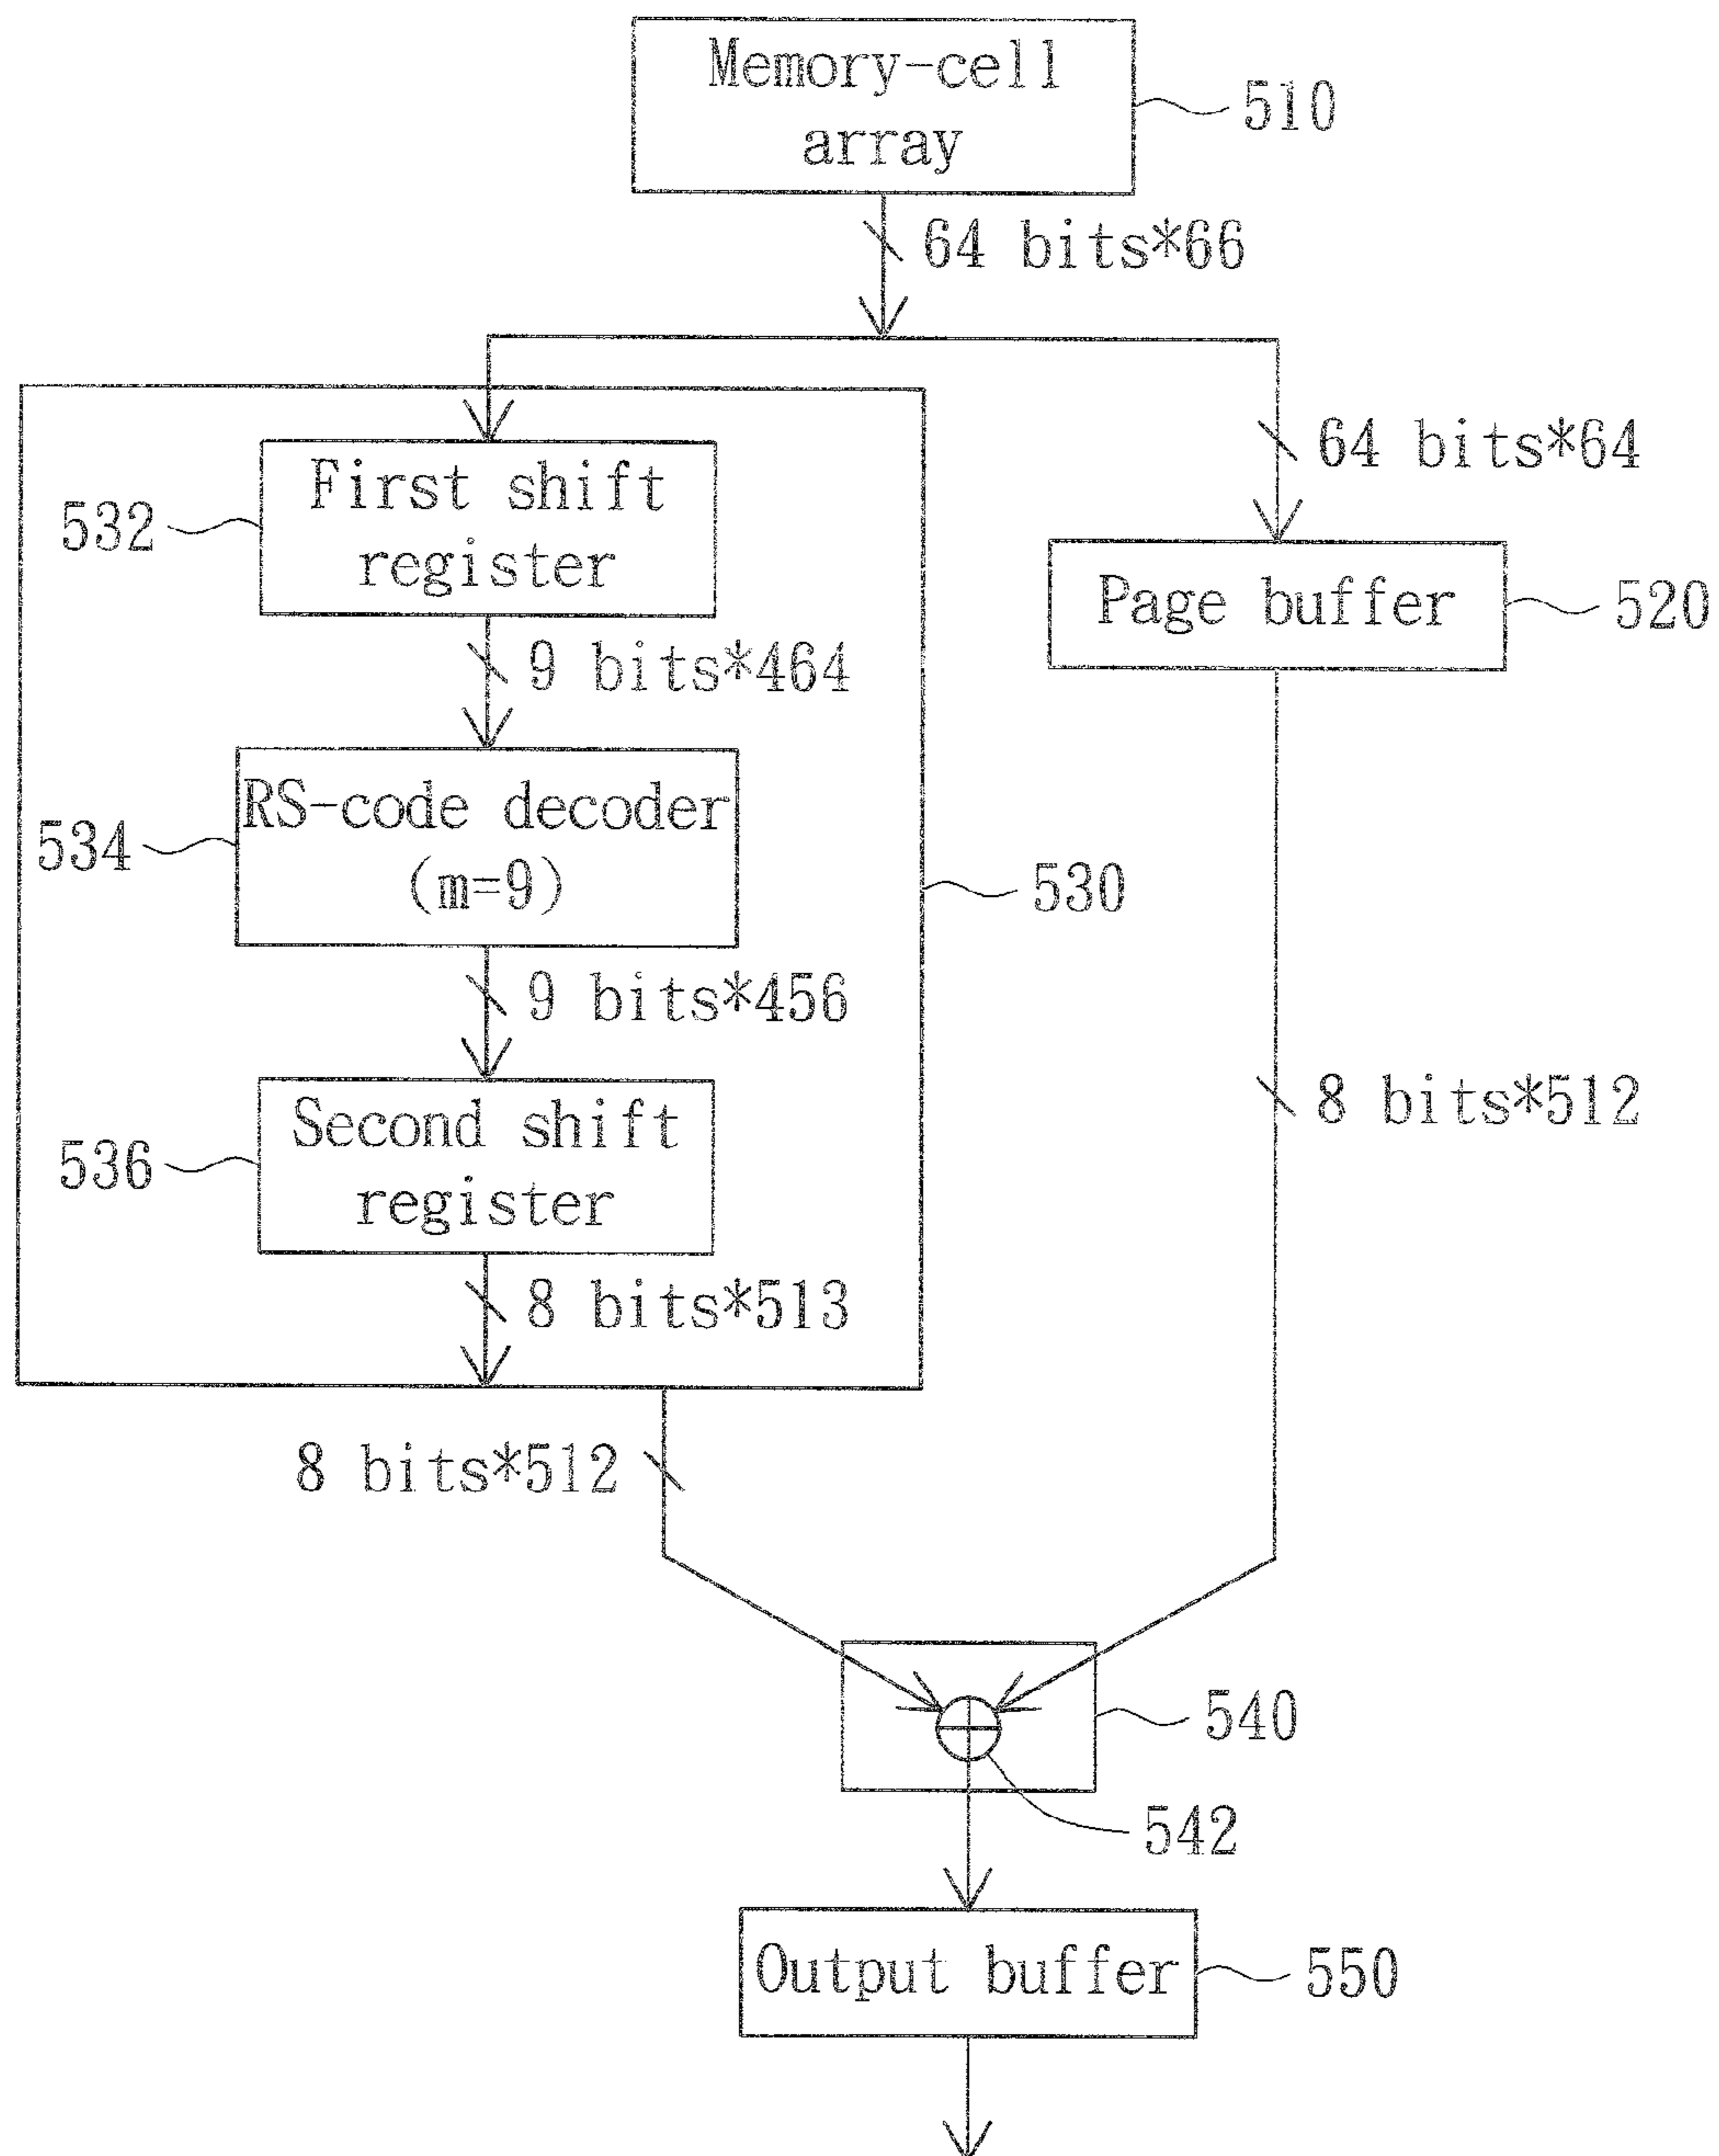 Memory-cell
array
510
64 bits*66
64 bits*64
First shift
register
532
Page buffer
520
9 bits*464
RS-code decoder
(m=9)
534
530
9 bits*456
Second shift
register
536
8 bits*512
8 bits*513
8 bits*512
540
542
Output buffer
550